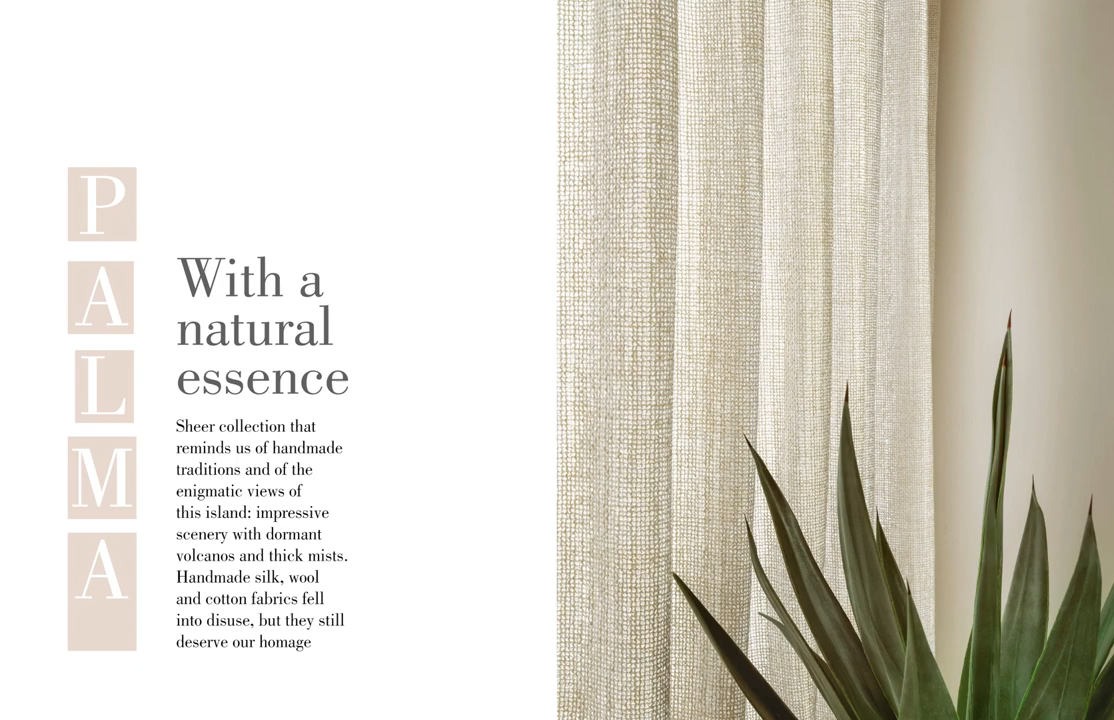 PALMA
With a
natural
essence
Sheer collection that
reminds us of handmade
traditions and of the
enigmatic views of
this island: impressive
scenery with dormant
volcanos and thick mists.
Handmade silk, wool
and cotton fabrics fell
into disuse, but they still
deserve our homage